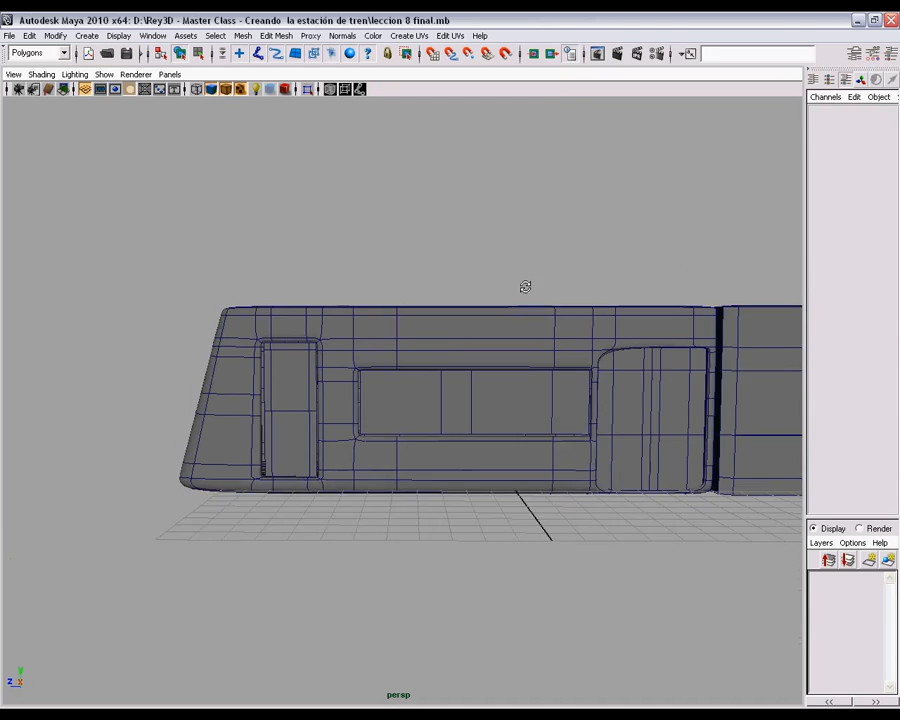 Autodesk Maya 2010 x64: D:\Rey3D - Master Class - Creando la estación de tren\leccion 8 final.mb
File Edit Modify Create Display Window Assets Select Mesh Edit Mesh Proxy Normals Color Create UVs Edit UVs Help
Polygons
View Shading Lighting Show Renderer Panels
Channels Edit Object
Display Render
Layers Options Help
persp
y
z x
<< >>